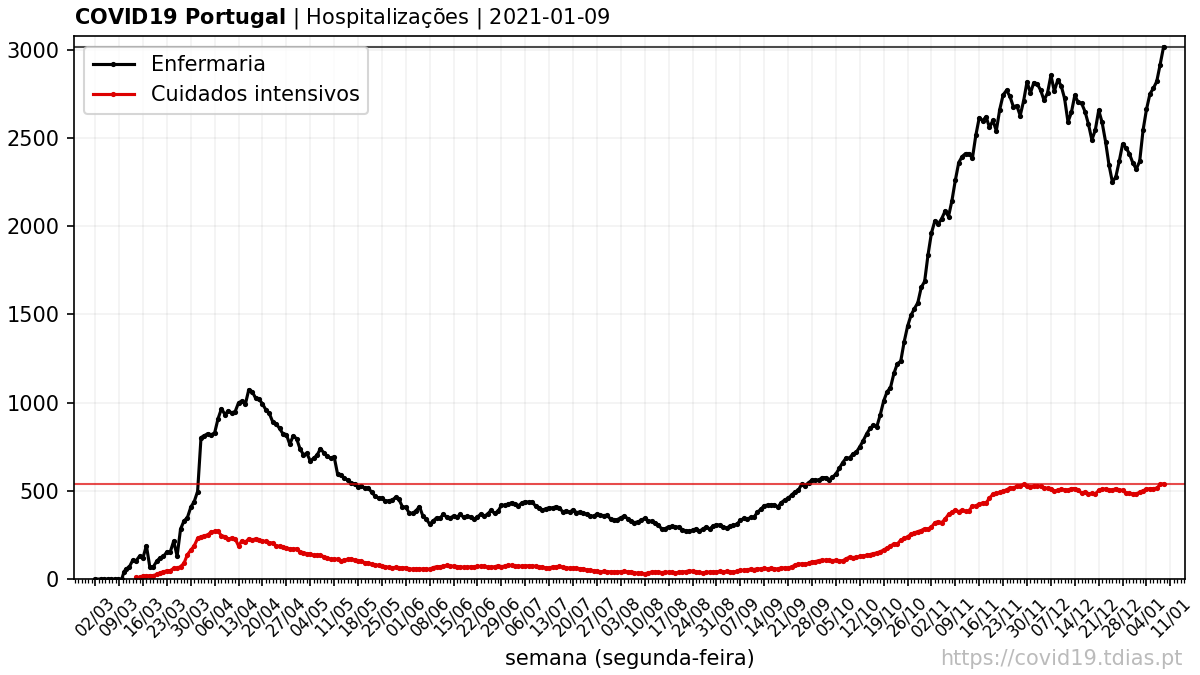 COVID19 Portugal | Hospitalizações | 2021-01-09
Enfermaria
Cuidados intensivos
3000
2500
2000
1500
1000
500
0
02/03 09/03 16/03 23/03 30/03 06/04 13/04 20/04 27/04 04/05 11/05 18/05 25/05 01/06 08/06 15/06 22/06 29/06 06/07 13/07 20/07 27/07 03/08 10/08 17/08 24/08 31/08 07/09 14/09 21/09 28/09 05/10 12/10 19/10 26/10 02/11 09/11 16/11 23/11 30/11 07/12 14/12 21/12 28/12 04/01 11/01
semana (segunda-feira)
https://covid19.tdias.pt